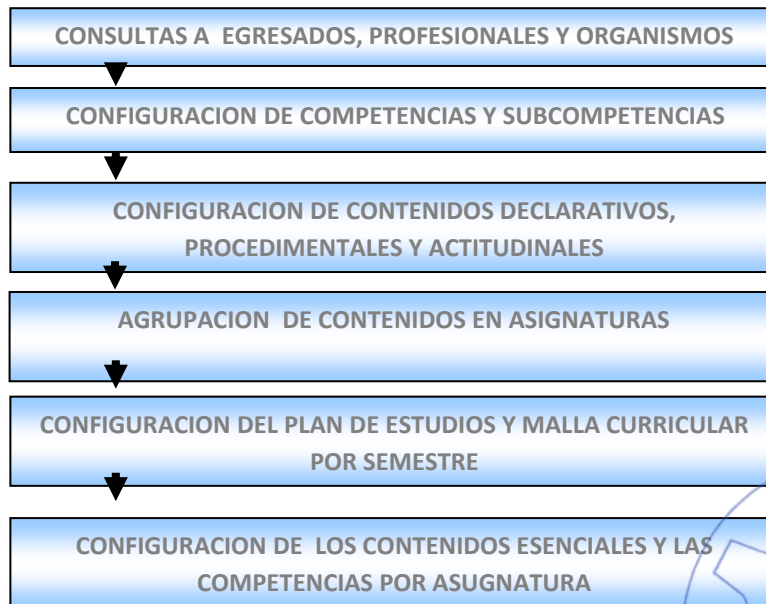 CONSULTAS A EGRESADOS, PROFESIONALES Y ORGANISMOS
CONFIGURACION DE COMPETENCIAS Y SUBCOMPETENCIAS
CONFIGURACION DE CONTENIDOS DECLARATIVOS,
PROCEDIMENTALES Y ACTITUDINALES
AGRUPACION DE CONTENIDOS EN ASIGNATURAS
CONFIGURACION DEL PLAN DE ESTUDIOS Y MALLA CURRICULAR
POR SEMESTRE
CONFIGURACION DE LOS CONTENIDOS ESENCIALES Y LAS
COMPETENCIAS POR ASUGNATURA